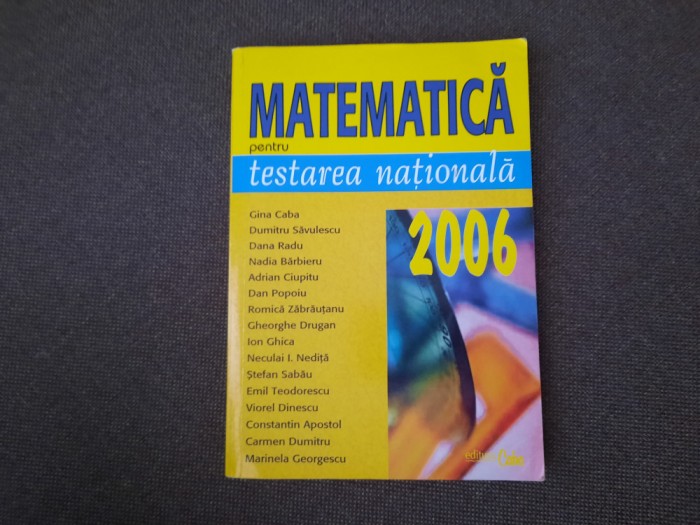 MATEMATICĂ
pentru
testarea națională
2006
Gina Caba
Dumitru Săvulescu
Dana Radu
Nadia Bărbieru
Adrian Ciupitu
Dan Popoiu
Romică Zăbrăuțanu
Gheorghe Drugan
Ion Ghica
Neculai I. Nediță
Ștefan Sabău
Emil Teodorescu
Viorel Dinescu
Constantin Apostol
Carmen Dumitru
Marinela Georgescu